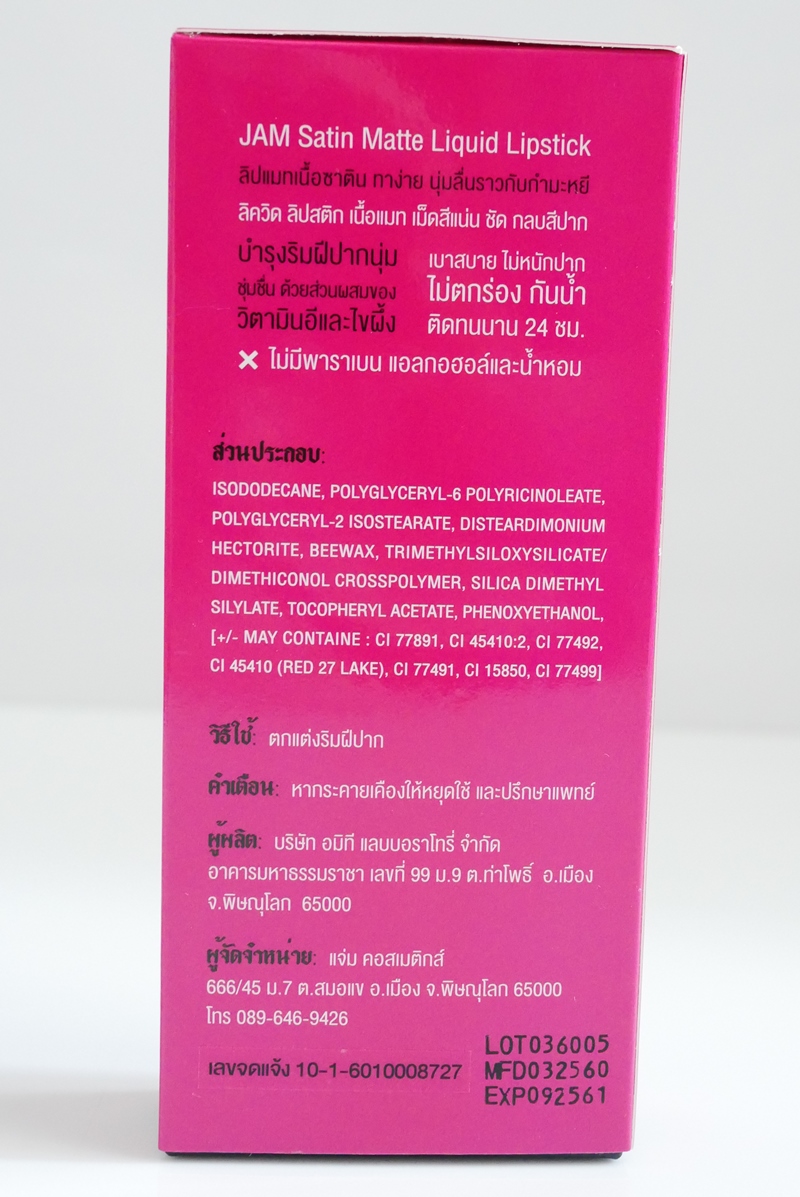 JAM Satin Matte Liquid Lipstick
ลิปแมทเนื้อซาติน ทาง่าย นุ่มลื่นราวกับกำมะหยี่
ลิควิด ลิปสติก เนื้อแมท เม็ดสีแน่น ชัด กลบสีปาก
บำรุงริมฝีปากนุ่ม
ชุ่มชื่น ด้วยส่วนผสมของ
วิตามินอีและไขผึ้ง
เบาสบาย ไม่หนักปาก
ไม่ตกร่อง กันน้ำ
ติดทนนาน 24 ชม.
✕ ไม่มีพาราเบน แอลกอฮอล์และน้ำหอม
ส่วนประกอบ:
ISODODECANE, POLYGLYCERYL-6 POLYRICINOLEATE,
POLYGLYCERYL-2 ISOSTEARATE, DISTEARDIMONIUM
HECTORITE, BEEWAX, TRIMETHYLSILOXYSILICATE/
DIMETHICONOL CROSSPOLYMER, SILICA DIMETHYL
SILYLATE, TOCOPHERYL ACETATE, PHENOXYETHANOL,
[+/- MAY CONTAINE : CI 77891, CI 45410:2, CI 77492,
CI 45410 (RED 27 LAKE), CI 77491, CI 15850, CI 77499]
วิธีใช้: ตกแต่งริมฝีปาก
คำเตือน: หากระคายเคืองให้หยุดใช้ และปรึกษาแพทย์
ผู้ผลิต: บริษัท อมิที แลบบอราโทรี่ จำกัด
อาคารมหาธรรมราชา เลขที่ 99 ม.9 ต.ท่าโพธิ์ อ.เมือง
จ.พิษณุโลก 65000
ผู้จัดจำหน่าย: แจ่ม คอสเมติกส์
666/45 ม.7 ต.สมอแข อ.เมือง จ.พิษณุโลก 65000
โทร 089-646-9426
เลขจดแจ้ง 10-1-6010008727
LOT036005
MFD032560
EXP092561